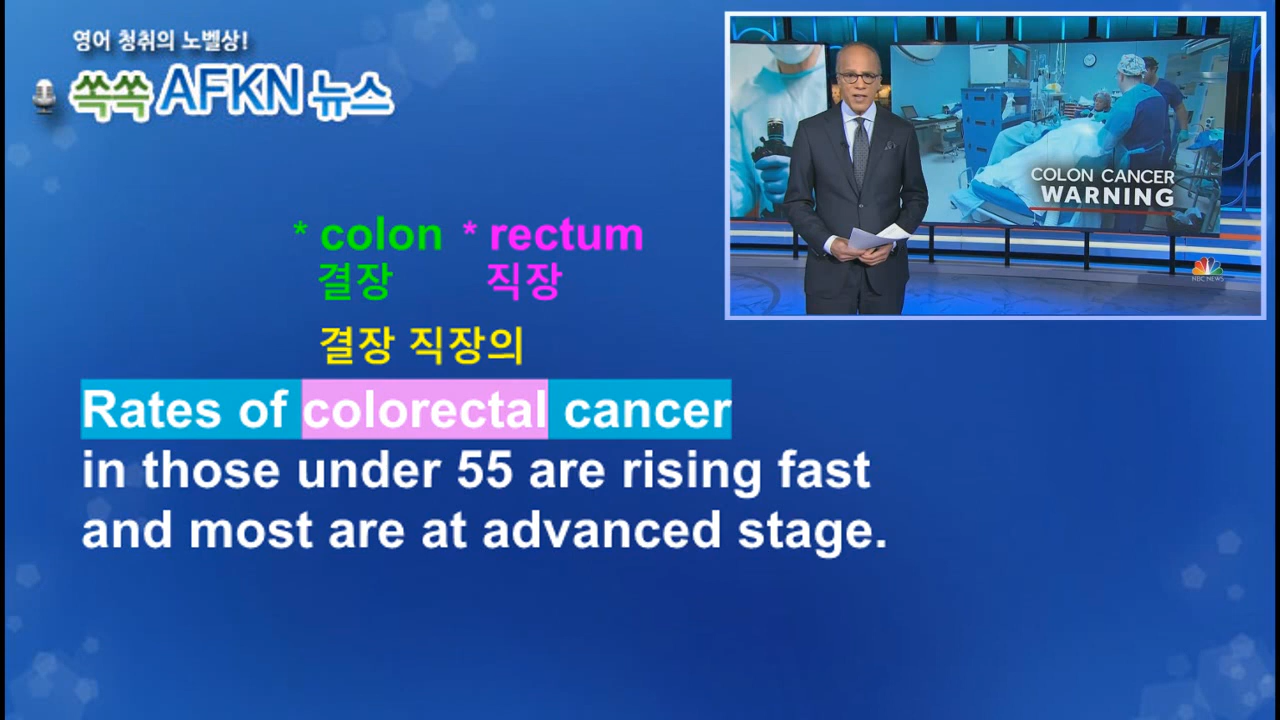 영어 청취의 노벨상!
쏙쏙 AFKN 뉴스
COLON CANCER
WARNING
NBC NEWS
* colon * rectum
결장 직장
결장 직장의
Rates of colorectal cancer
in those under 55 are rising fast
and most are at advanced stage.